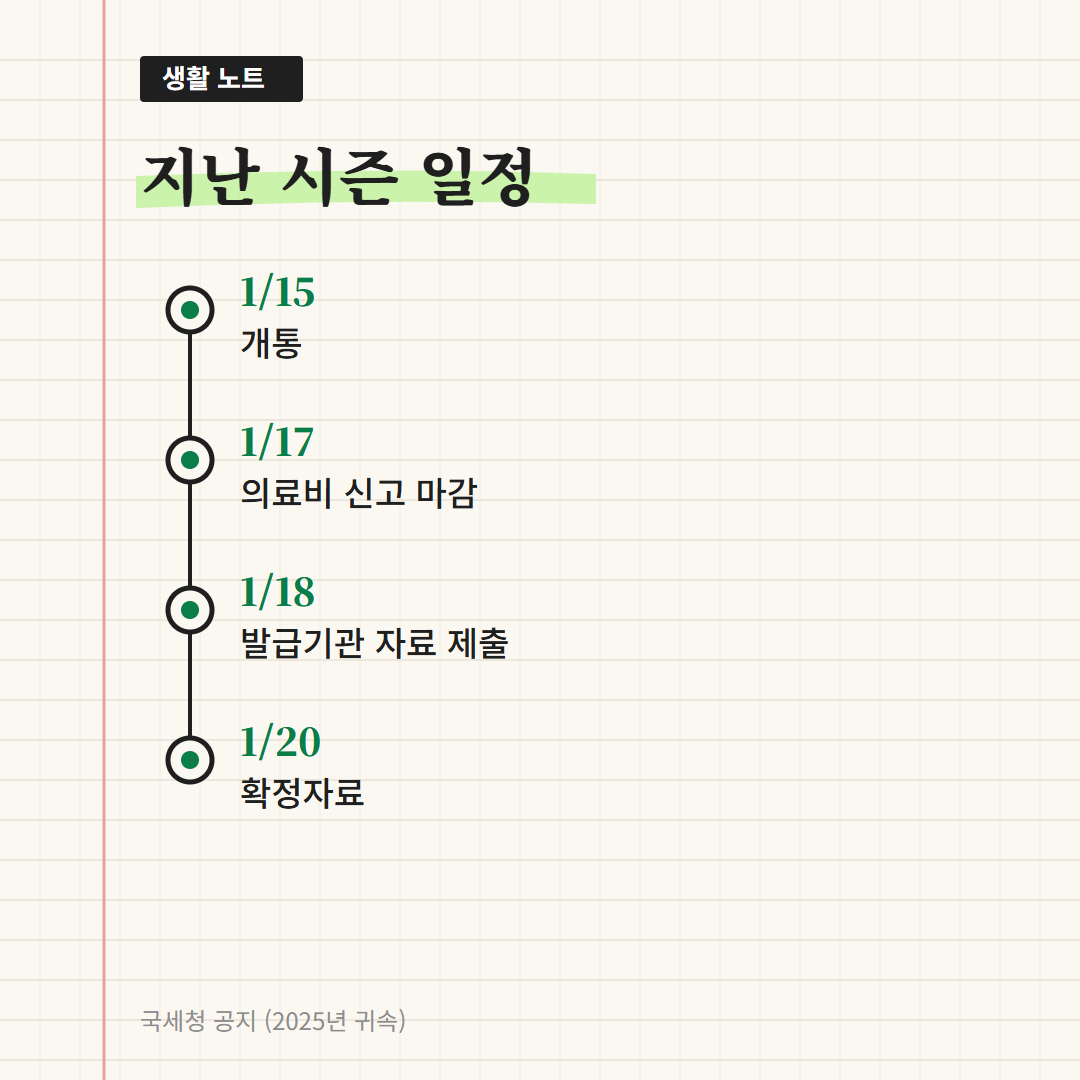 생활 노트
지난 시즌 일정
1/15
개통
1/17
의료비 신고 마감
1/18
발급기관 자료 제출
1/20
확정자료
국세청 공지 (2025년 귀속)